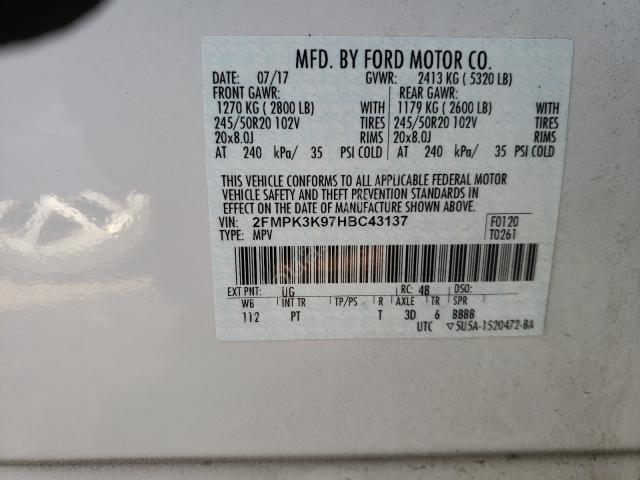 MFD. BY FORD MOTOR CO.
DATE: 07/17 GVWR: 2413 KG ( 5320 LB)
FRONT GAWR: REAR GAWR:
1270 KG ( 2800 LB) WITH 1179 KG ( 2600 LB) WITH
245/50R20 102V TIRES 245/50R20 102V TIRES
20x8.0J RIMS 20x8.0J RIMS
AT 240 kPa/ 35 PSI COLD AT 240 kPa/ 35 PSI COLD
THIS VEHICLE CONFORMS TO ALL APPLICABLE FEDERAL MOTOR
VEHICLE SAFETY AND THEFT PREVENTION STANDARDS
IN EFFECT ON THE DATE OF MANUFACTURE SHOWN ABOVE.
VIN: 2FMPK3K97HBC43137 F0120
TYPE: MPV T0261
EXT PNT: UG RC: 48 DSO:
WB INT TR TP/PS R AXLE TR SPR
112 PT T 3D 6 BBBB
UTC ▽5U5A-1520472-BA